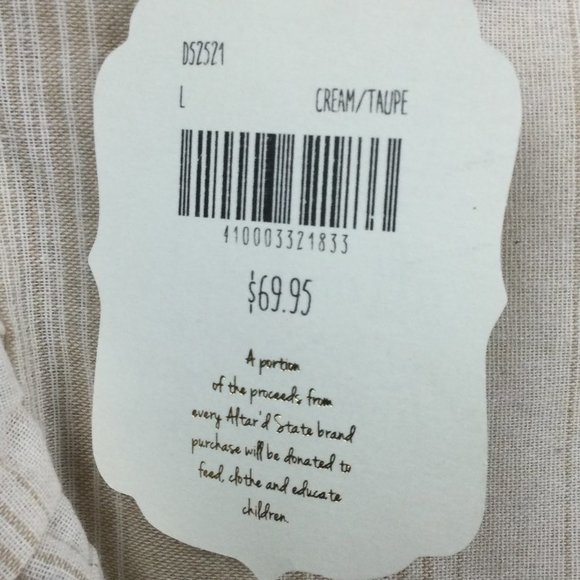 DS2521
L CREAM/TAUPE
410003321833
$69.95
A portion
of the proceeds from
every Altar'd State brand
purchase will be donated to
feed, clothe and educate
children.